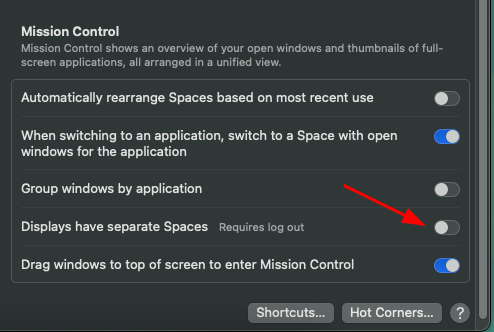 Mission Control
Mission Control shows an overview of your open windows and thumbnails of full-
screen applications, all arranged in a unified view.
Automatically rearrange Spaces based on most recent use
When switching to an application, switch to a Space with open
windows for the application
Group windows by application
Displays have separate Spaces Requires log out
Drag windows to top of screen to enter Mission Control
Shortcuts... Hot Corners... ?